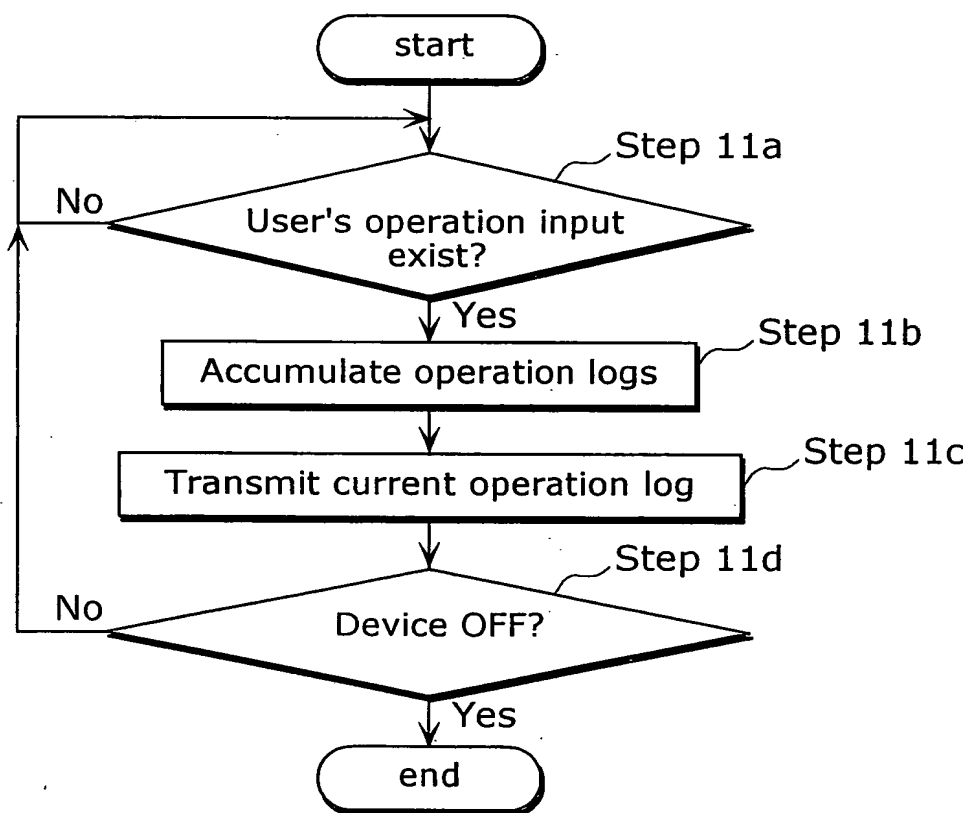 start
Step 11a
No
User's operation input
exist?
Yes
Step 11b
Accumulate operation logs
Step 11c
Transmit current operation log
Step 11d
No
Device OFF?
Yes
end